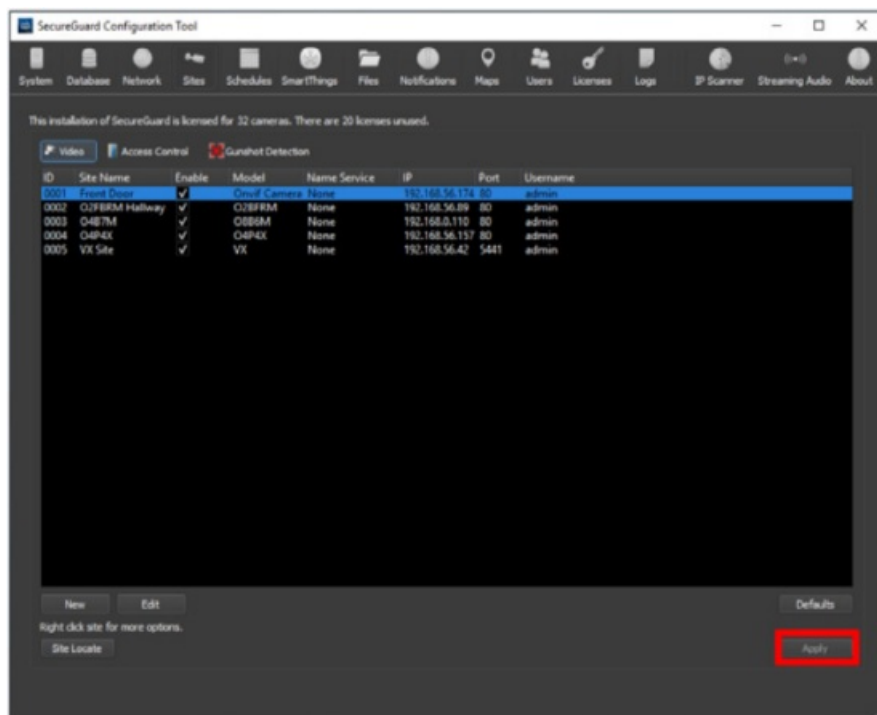 SecureGuard Configuration Tool
System Database Network Sites Schedules SmartThings Files Notifications Maps Users Licenses Logs IP Scanner Streaming Audio About
This installation of SecureGuard is licensed for 32 cameras. There are 20 licenses unused.
Video Access Control Gunshot Detection
ID Site Name Enable Model Name Service IP Port Username
0001 Front Door Onvif Camera None 192.168.56.174 80 admin
0002 O2FBRM Hallway O2BFRM None 192.168.56.89 80 admin
0003 O4B7M O8B6M None 192.168.0.110 80 admin
0004 O4P4X O4P4X None 192.168.56.157 80 admin
0005 VX Site VX None 192.168.56.42 5441 admin
New Edit Defaults
Right click site for more options.
Site Locate Apply